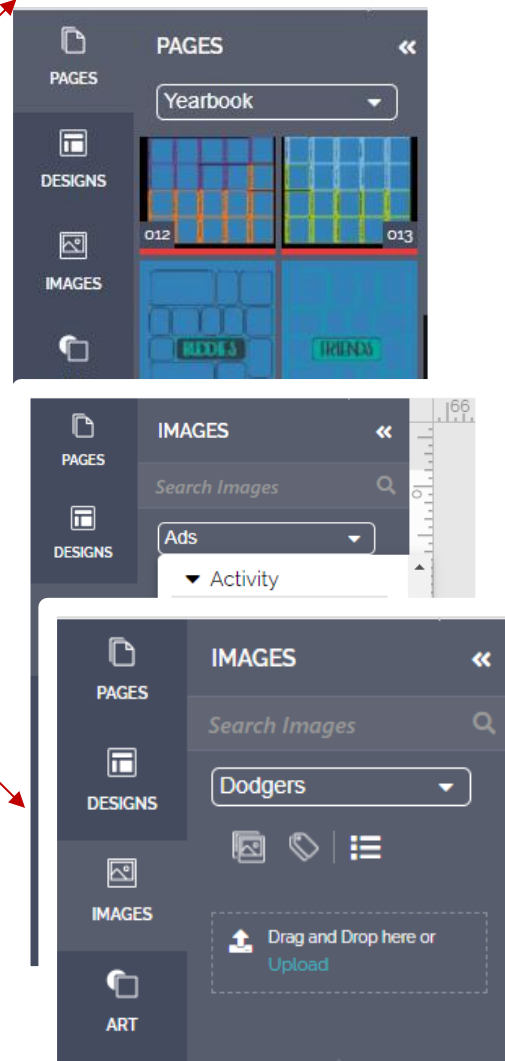 PAGES
PAGES
Yearbook
DESIGNS
012
013
IMAGES
BUDDIES
FRIENDS
PAGES
IMAGES
66
Search Images
DESIGNS
0
Ads
Activity
PAGES
IMAGES
Search Images
DESIGNS
Dodgers
IMAGES
Drag and Drop here or
Upload
ART